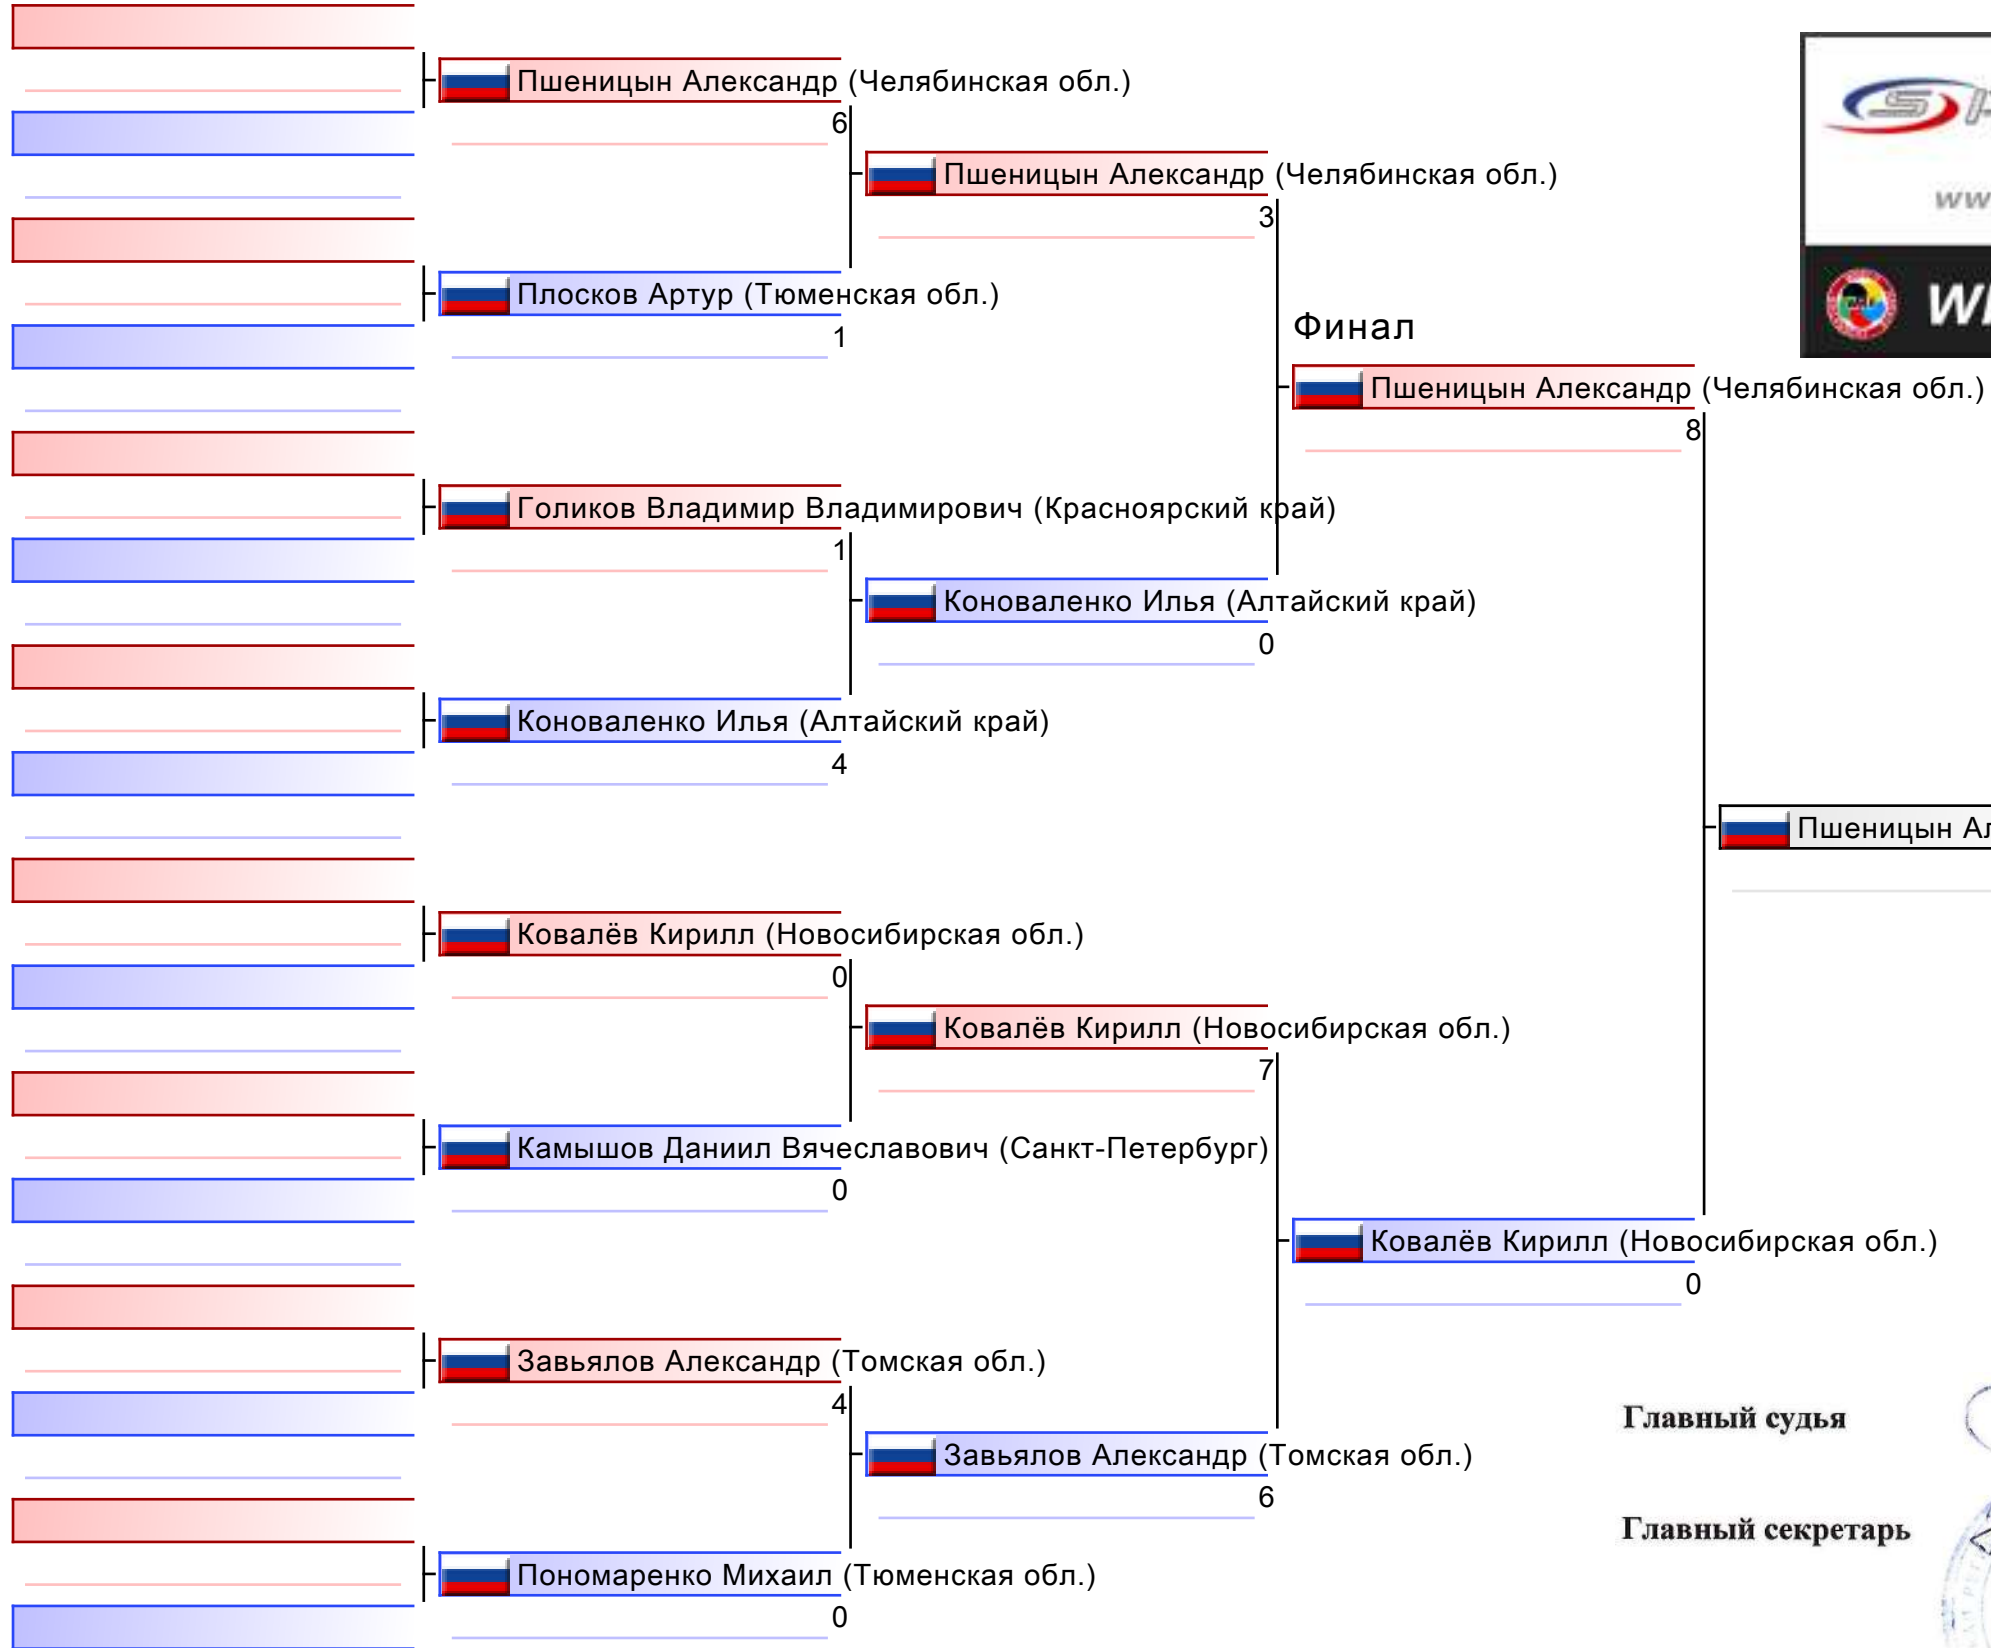 Пшеницын Александр (Челябинская обл.)
6
Пшеницын Александр (Челябинская обл.)
3
Плосков Артур (Тюменская обл.)
1
Финал
Пшеницын Александр (Челябинская обл.)
8
Голиков Владимир Владимирович (Красноярский край)
1
Коноваленко Илья (Алтайский край)
0
Коноваленко Илья (Алтайский край)
4
Пшеницын Ал
Ковалёв Кирилл (Новосибирская обл.)
0
Ковалёв Кирилл (Новосибирская обл.)
7
Камышов Даниил Вячеславович (Санкт-Петербург)
0
Ковалёв Кирилл (Новосибирская обл.)
0
Завьялов Александр (Томская обл.)
4
Главный судья
Завьялов Александр (Томская обл.)
6
Главный секретарь
Пономаренко Михаил (Тюменская обл.)
0